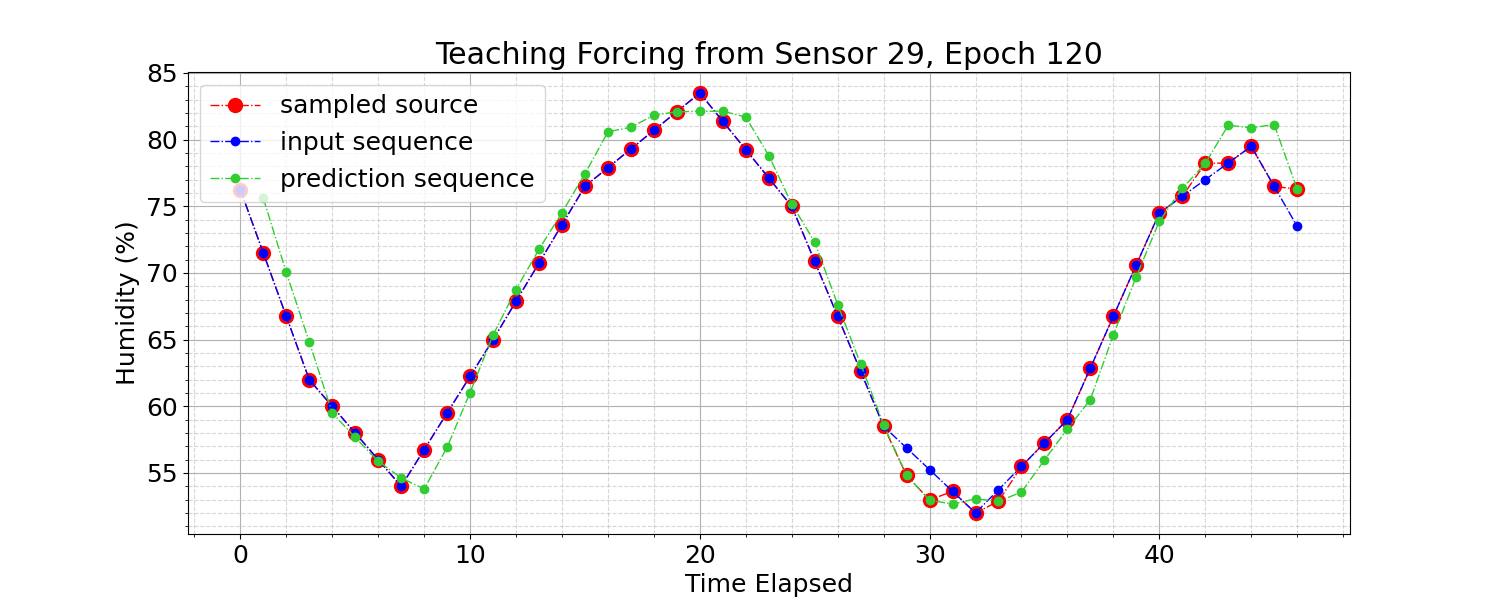 Teaching Forcing from Sensor 29, Epoch 120
85
80
75
70
65
60
55
Humidity (%)
sampled source
input sequence
prediction sequence
0 10 20 30 40
Time Elapsed